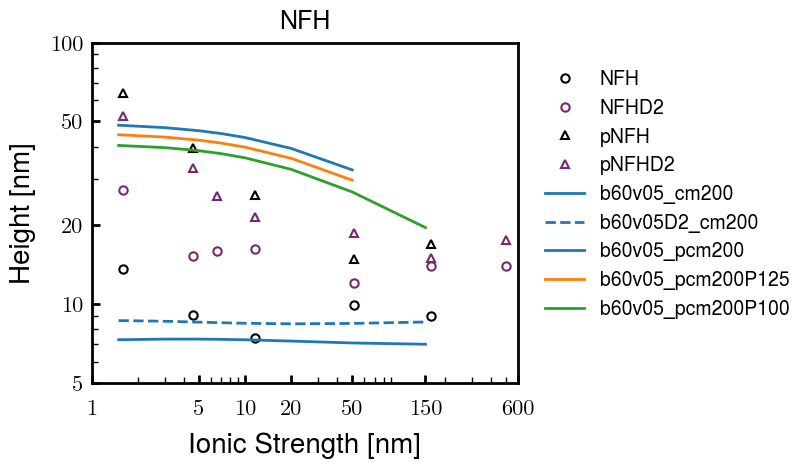 NFH
100
50
20
10
5
Height [nm]
1
5
10
20
50
150
600
Ionic Strength [nm]
NFH
NFHD2
pNFH
pNFHD2
b60v05_cm200
b60v05D2_cm200
b60v05_pcm200
b60v05_pcm200P125
b60v05_pcm200P100